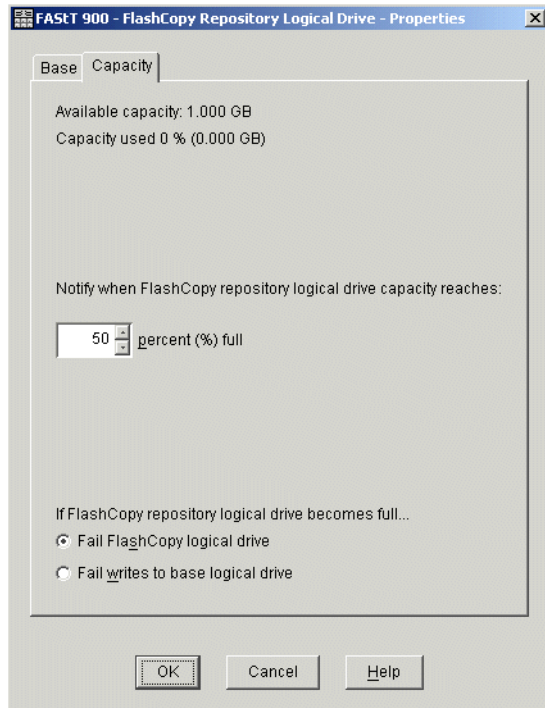 FAStT 900 - FlashCopy Repository Logical Drive - Properties
Base Capacity
Available capacity: 1.000 GB
Capacity used 0 % (0.000 GB)
Notify when FlashCopy repository logical drive capacity reaches:
50 percent (%) full
If FlashCopy repository logical drive becomes full...
Fail FlashCopy logical drive
Fail writes to base logical drive
OK Cancel Help